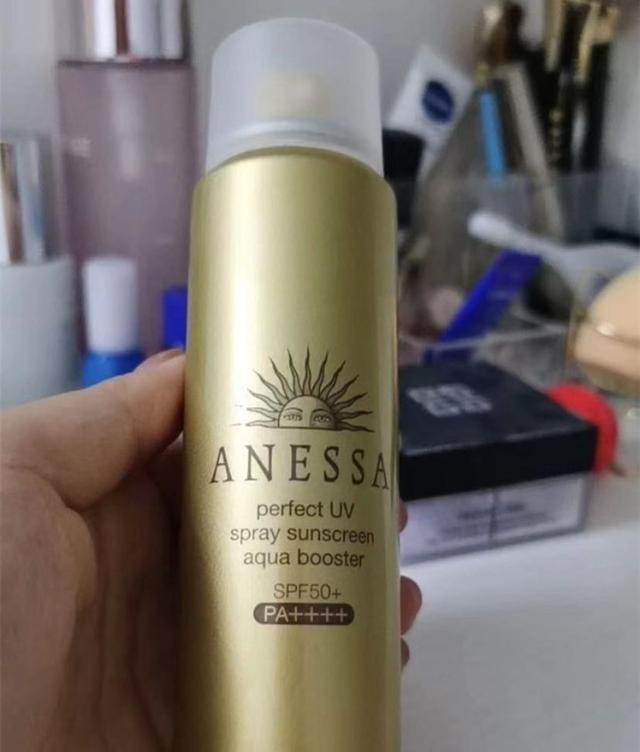 ANESSA
perfect UV
spray sunscreen
aqua booster
SPF50+
PA++++